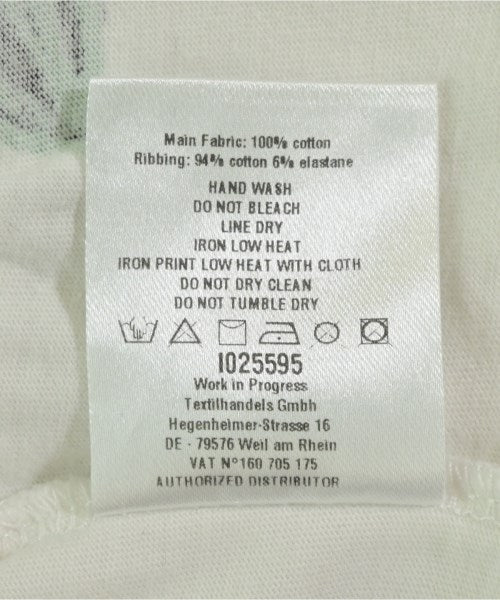 Main Fabric: 100% cotton
Ribbing: 94% cotton 6% elastane
HAND WASH
DO NOT BLEACH
LINE DRY
IRON LOW HEAT
IRON PRINT LOW HEAT WITH CLOTH
DO NOT DRY CLEAN
DO NOT TUMBLE DRY
I025595
Work in Progress
Textilhandels Gmbh
Hegenheimer-Strasse 16
DE - 79576 Weil am Rhein
VAT N°160 705 175
AUTHORIZED DISTRIBUTOR